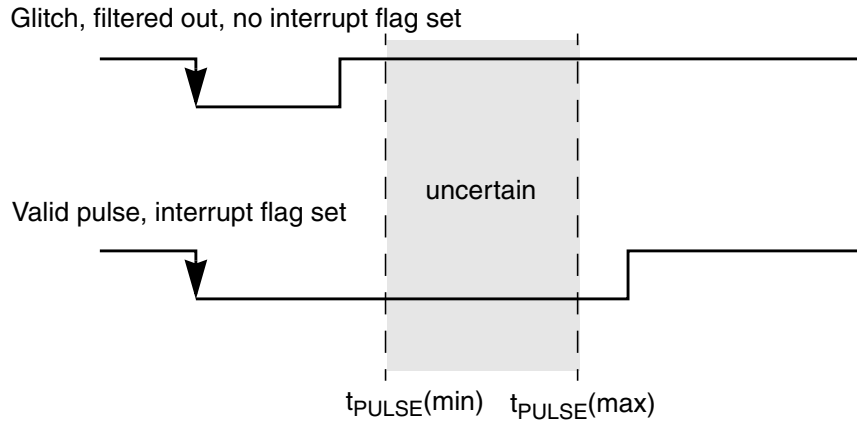 Glitch, filtered out, no interrupt flag set
uncertain
Valid pulse, interrupt flag set
tPULSE(min) tPULSE(max)